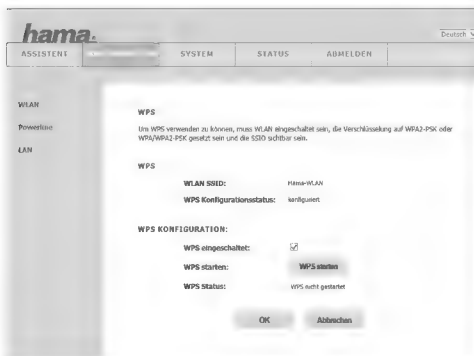 hama.
Deutsch
ASSISTENT
SYSTEM
STATUS
ABMELDEN
WLAN
Powerline
LAN
WPS
Um WPS verwenden zu können, muss WLAN eingeschaltet sein, die Verschlüsselung auf WPA2-PSK oder
WPA/WPA2-PSK gesetzt sein und die SSID sichtbar sein.
WPS
WLAN SSID: Hama-WLAN
WPS Konfigurationsstatus: konfiguriert
WPS KONFIGURATION:
WPS eingeschaltet:
WPS starten: WPS starten
WPS Status: WPS nicht gestartet
OK Abbrechen